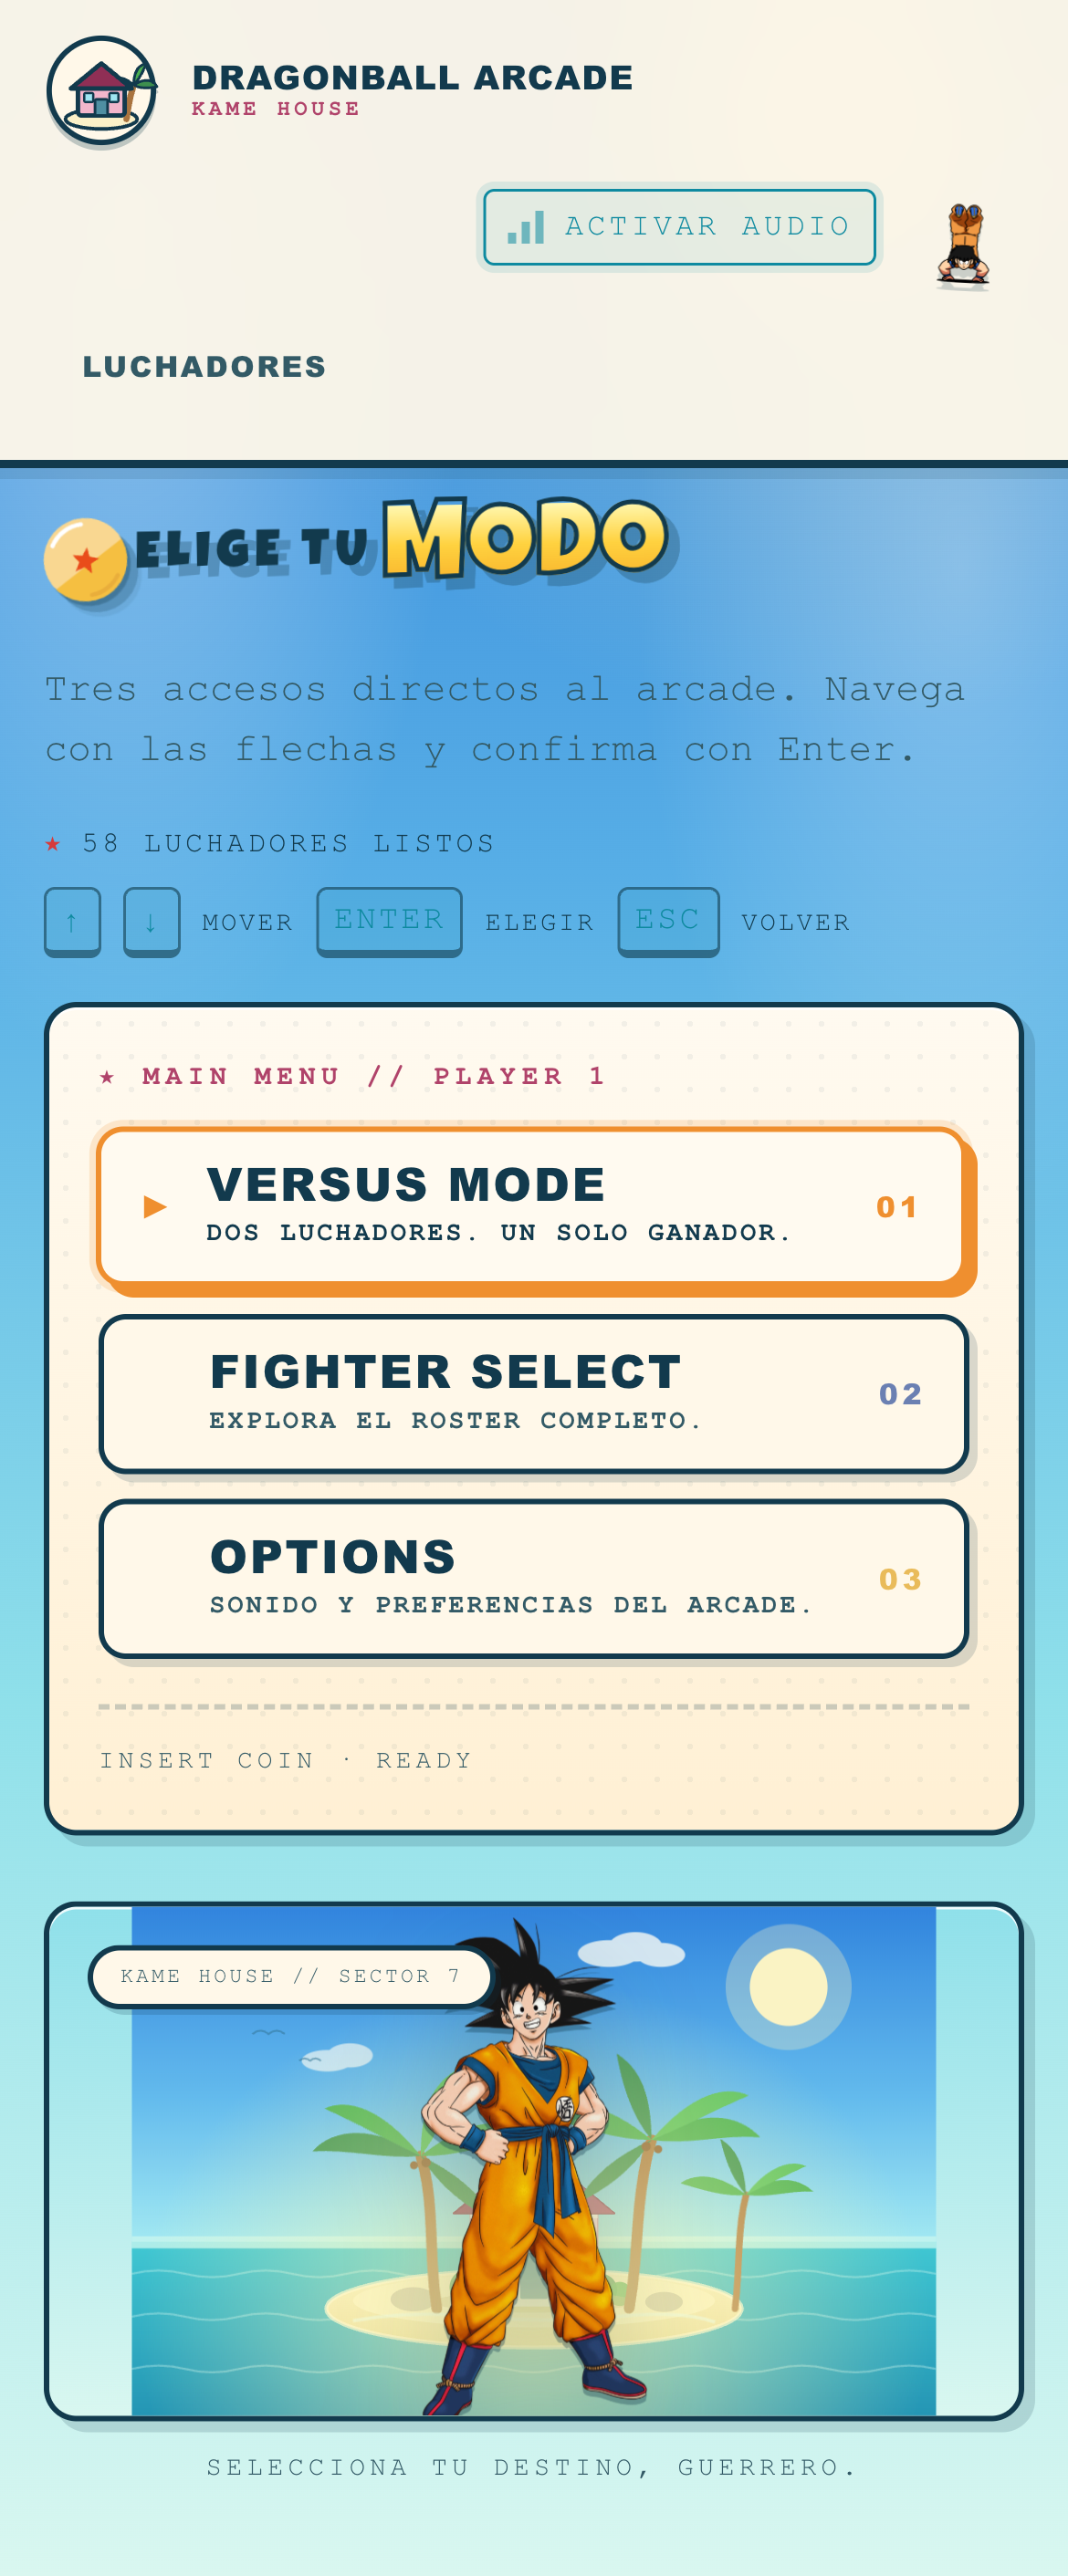 DRAGONBALL ARCADE
KAME HOUSE
ACTIVAR AUDIO
LUCHADORES
ELIGE TU MODO
Tres accesos directos al arcade. Navega
con las flechas y confirma con Enter.
★ 58 LUCHADORES LISTOS
↑ ↓ MOVER ENTER ELEGIR ESC VOLVER
★ MAIN MENU // PLAYER 1
▶ VERSUS MODE
DOS LUCHADORES. UN SOLO GANADOR.
01
FIGHTER SELECT
EXPLORA EL ROSTER COMPLETO.
02
OPTIONS
SONIDO Y PREFERENCIAS DEL ARCADE.
03
INSERT COIN · READY
KAME HOUSE // SECTOR 7
悟
SELECCIONA TU DESTINO, GUERRERO.